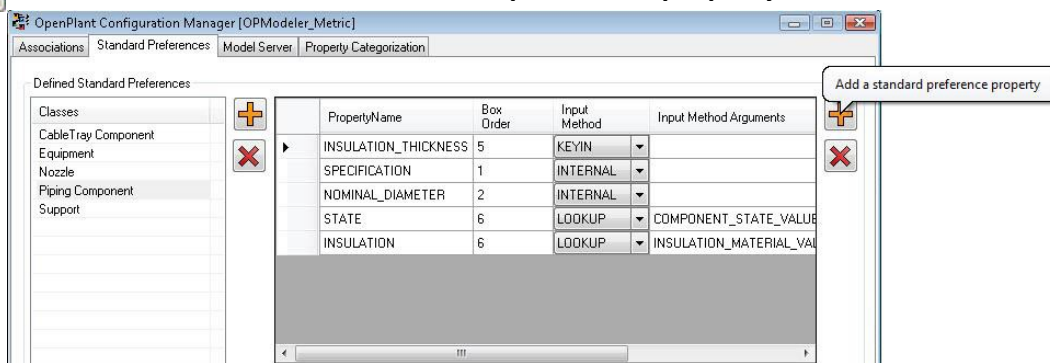 OpenPlant Configuration Manager [OPModeler_Metric]
Associations Standard Preferences Model Server Property Categorization
Add a standard preference property
Defined Standard Preferences
Classes
CableTray Component
Equipment
Nozzle
Piping Component
Support
PropertyName Box Order Input Method Input Method Arguments
INSULATION_THICKNESS 5 KEYIN
SPECIFICATION 1 INTERNAL
NOMINAL_DIAMETER 2 INTERNAL
STATE 6 LOOKUP COMPONENT_STATE_VALUE
INSULATION 6 LOOKUP INSULATION_MATERIAL_VAL